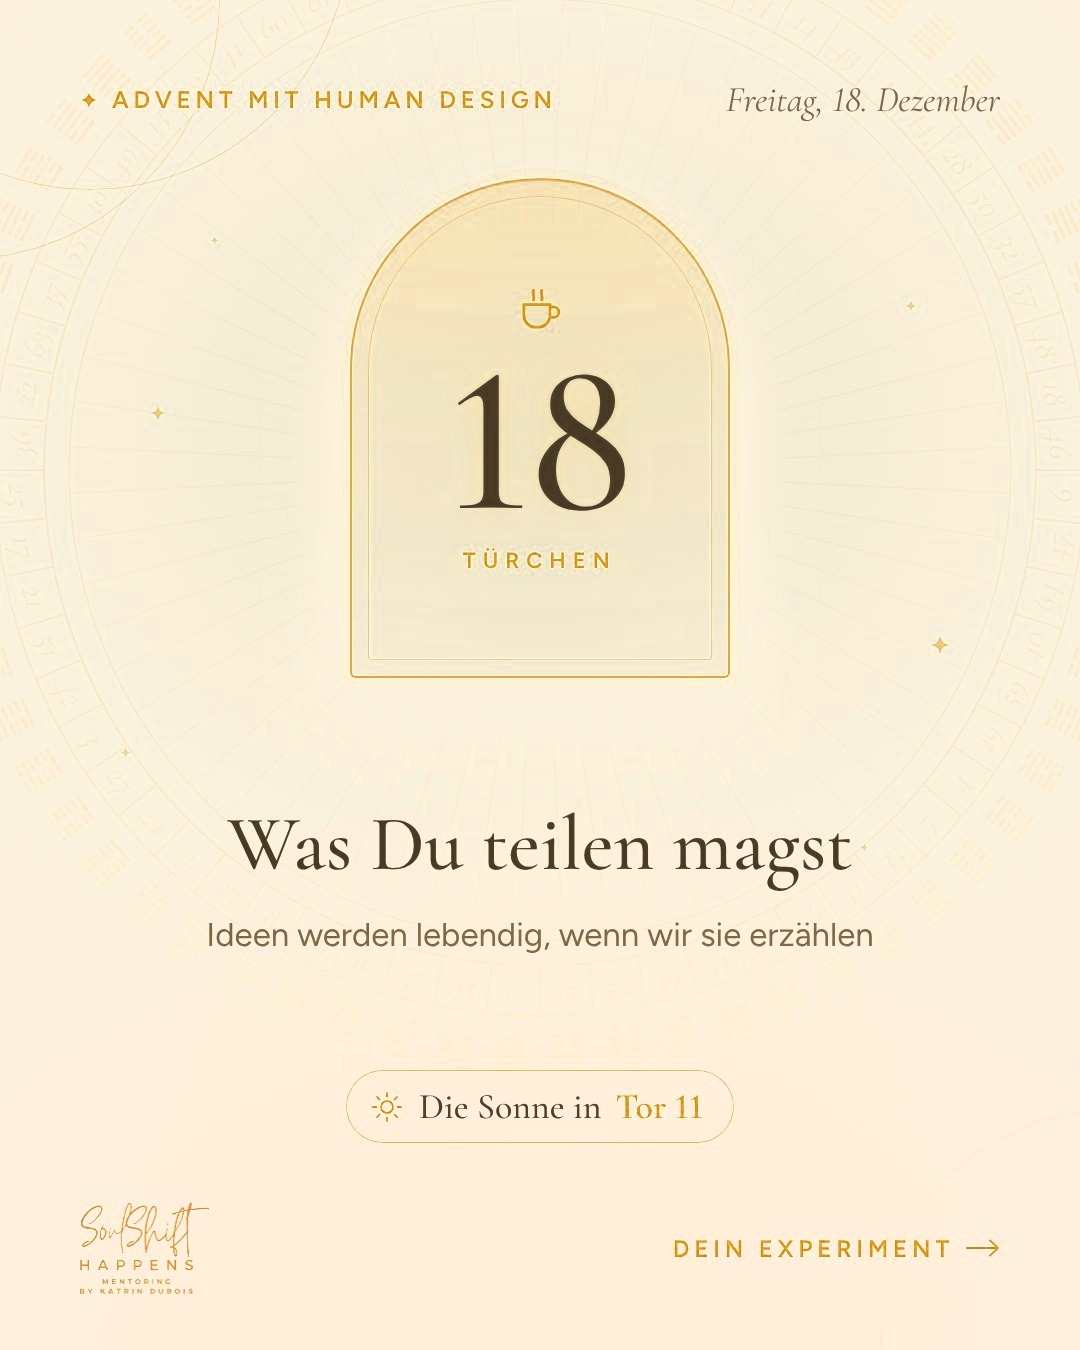 ADVENT MIT HUMAN DESIGN
Freitag, 18. Dezember
18
TÜRCHEN
Was Du teilen magst
Ideen werden lebendig, wenn wir sie erzählen
Die Sonne in Tor 11
SoulShift
HAPPENS
MENTORING
BY KATRIN DUBOIS
DEIN EXPERIMENT